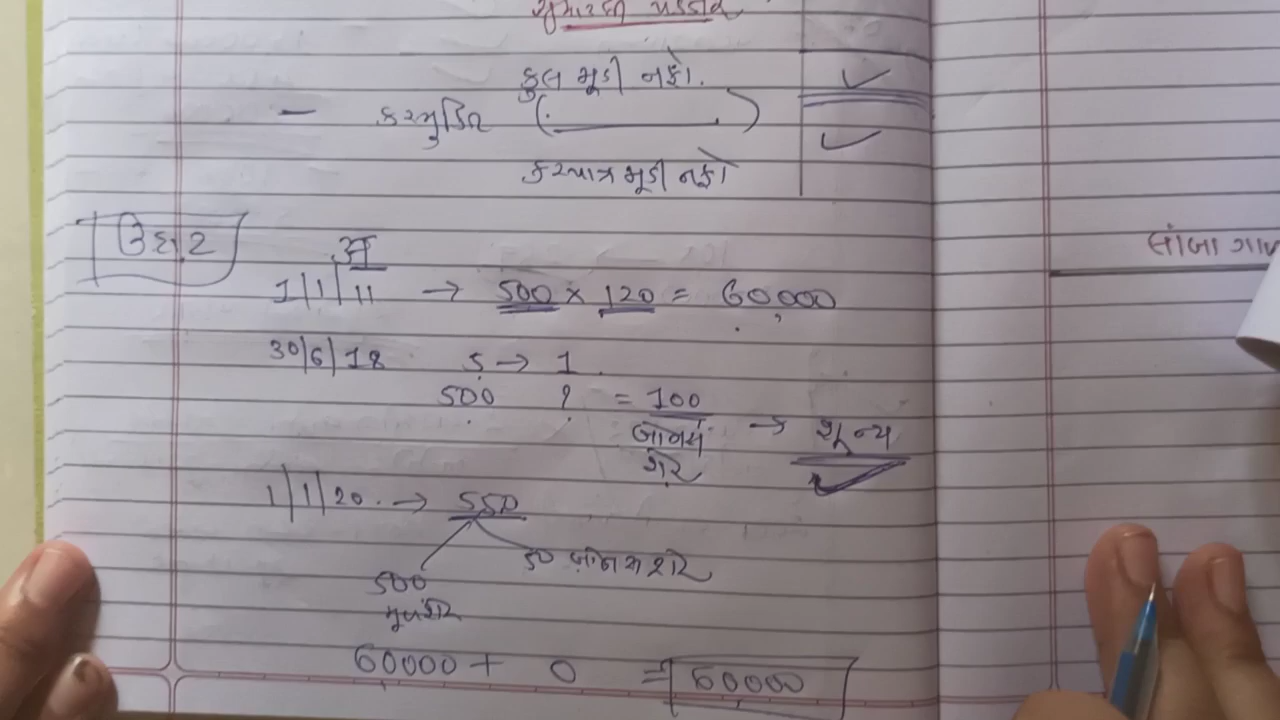 કુલ મૂડી નફો.
- કરમુક્તિ (. .)
કરપાત્ર મૂડી નફો
ઉદા. 2
1/1/11 → 500 x 120 = 60,000
30/6/18 5 → 1
500 ? = 100 → શૂન્ય
બોનસ
શેર
1/1/20. → 550
500 50 બોનસ શેર
મૂળશેર
60000 + 0 = 60000